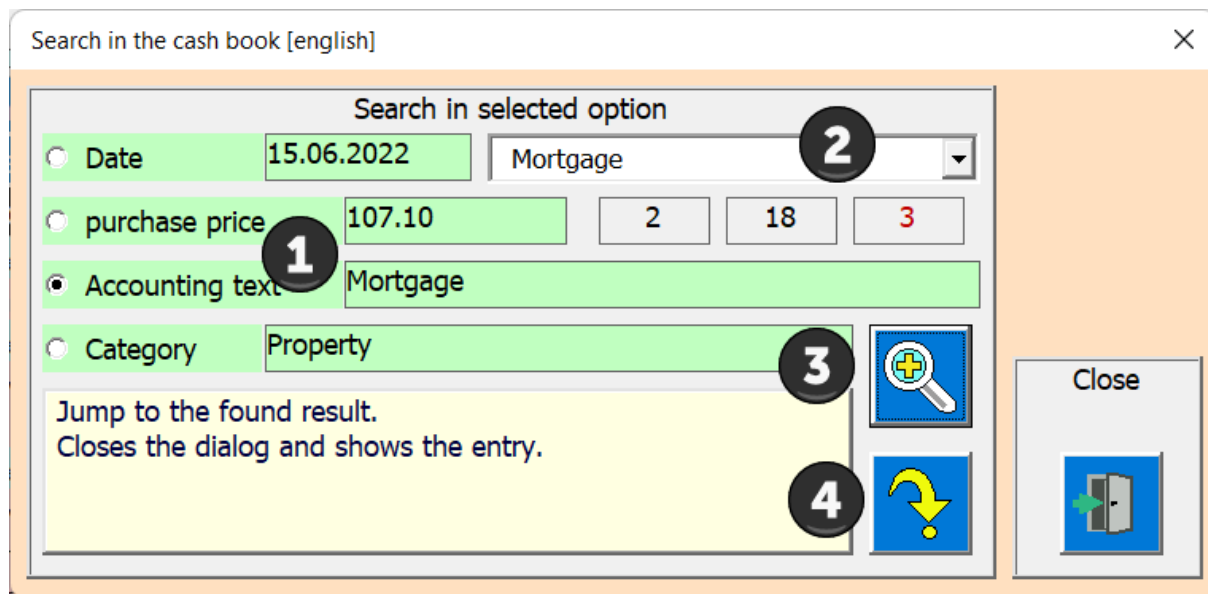 Search in the cash book [english]
Search in selected option
Date 15.06.2022 Mortgage 2
purchase price 107.10 2 18 3
1
Accounting text Mortgage
Category Property 3
Close
Jump to the found result.
Closes the dialog and shows the entry.
4